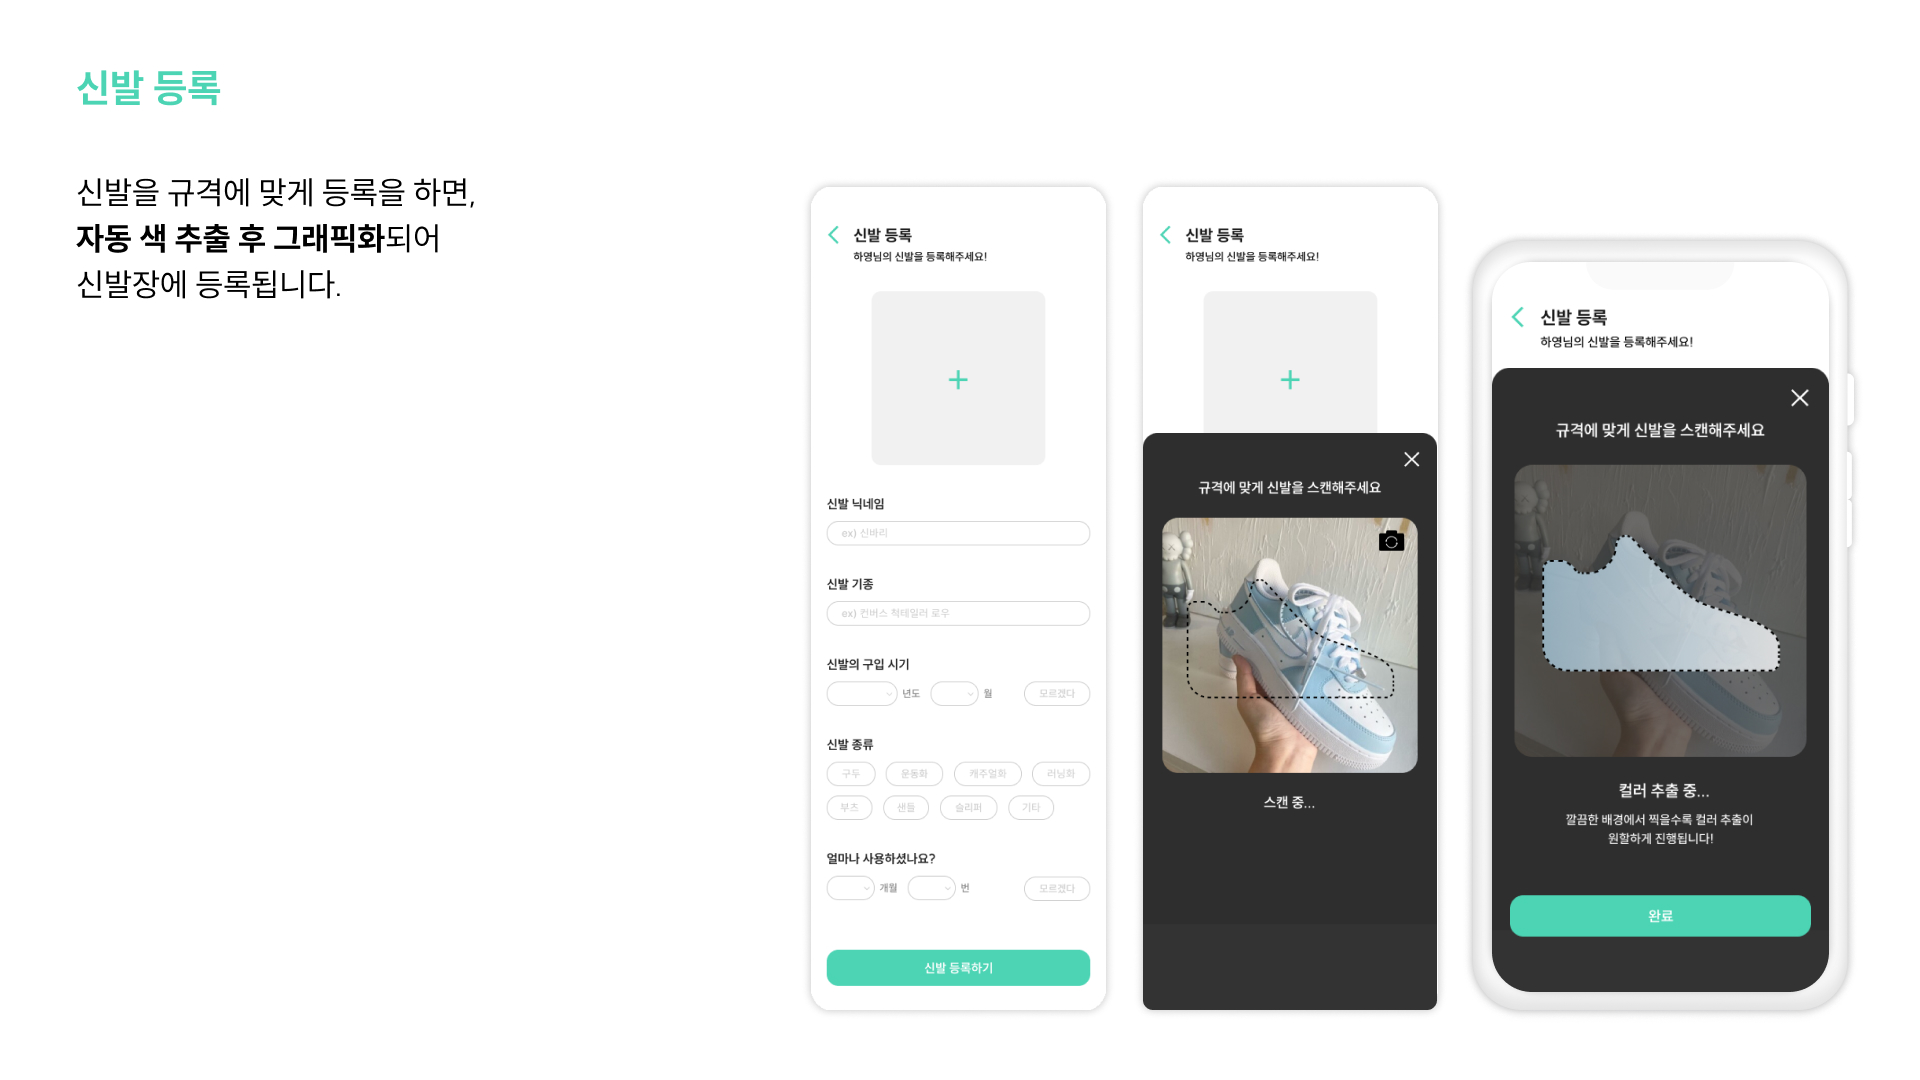 신발 등록
신발을 규격에 맞게 등록을 하면,
자동 색 추출 후 그래픽화되어
신발장에 등록됩니다.
신발 등록
하영님의 신발을 등록해주세요!
신발 닉네임
ex) 신바리
신발 기종
ex) 컨버스 척테일러 로우
신발의 구입 시기
년도 월 모르겠다
신발 종류
구두 운동화 캐주얼화 러닝화
부츠 샌들 슬리퍼 기타
얼마나 사용하셨나요?
개월 번 모르겠다
신발 등록하기
신발 등록
하영님의 신발을 등록해주세요!
규격에 맞게 신발을 스캔해주세요
스캔 중...
신발 등록
하영님의 신발을 등록해주세요!
규격에 맞게 신발을 스캔해주세요
컬러 추출 중...
깔끔한 배경에서 찍을수록 컬러 추출이
원할하게 진행됩니다!
완료